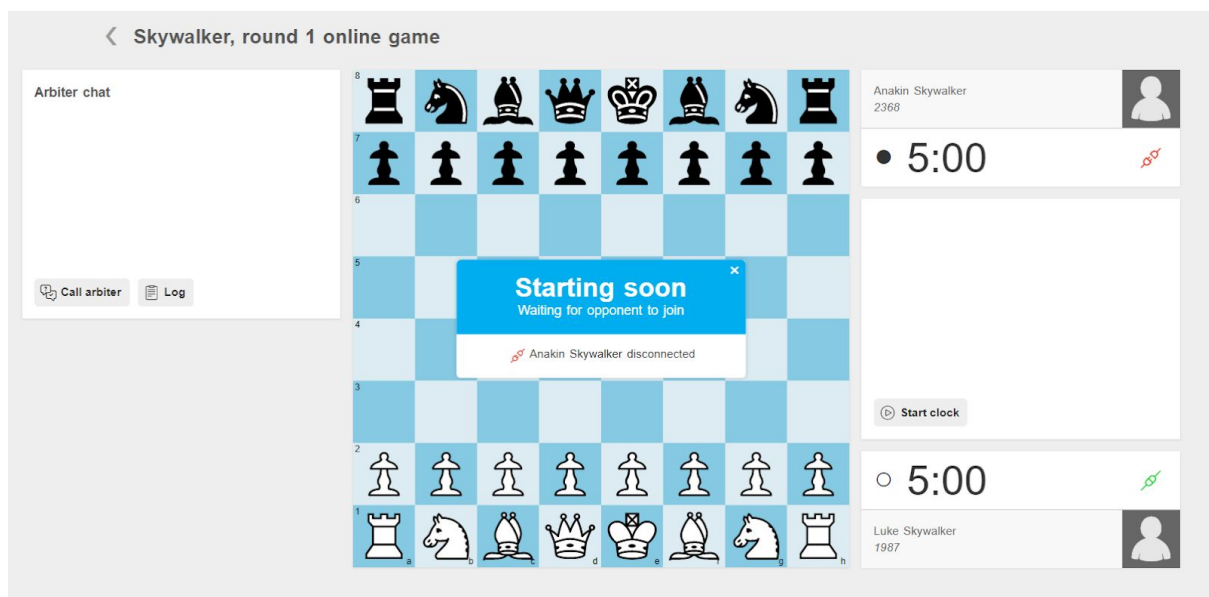 Skywalker, round 1 online game
Arbiter chat
Call arbiter
Log
8
7
6
5
4
3
2
1
a
b
c
d
e
f
g
h
Starting soon
×
Waiting for opponent to join
Anakin Skywalker disconnected
Anakin Skywalker
2368
5:00
Start clock
5:00
Luke Skywalker
1987